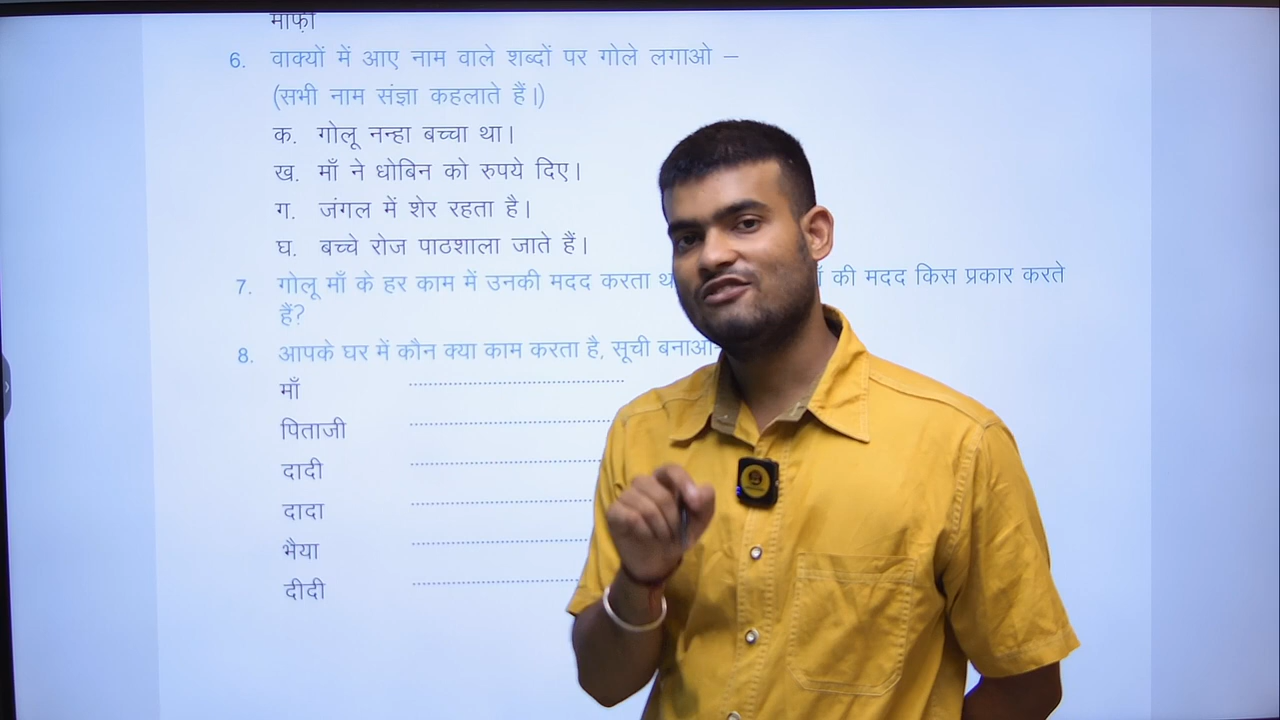 माफ़ी
6. वाक्यों में आए नाम वाले शब्दों पर गोले लगाओ –
(सभी नाम संज्ञा कहलाते हैं।)
क. गोलू नन्हा बच्चा था।
ख. माँ ने धोबिन को रुपये दिए।
ग. जंगल में शेर रहता है।
घ. बच्चे रोज पाठशाला जाते हैं।
7. गोलू माँ के हर काम में उनकी मदद करता की मदद किस प्रकार करते
हैं?
8. आपके घर में कौन क्या काम करता है, सूची बनाओ–
माँ ........................................
पिताजी ........................................
दादी ........................................
दादा ........................................
भैया ........................................
दीदी ........................................